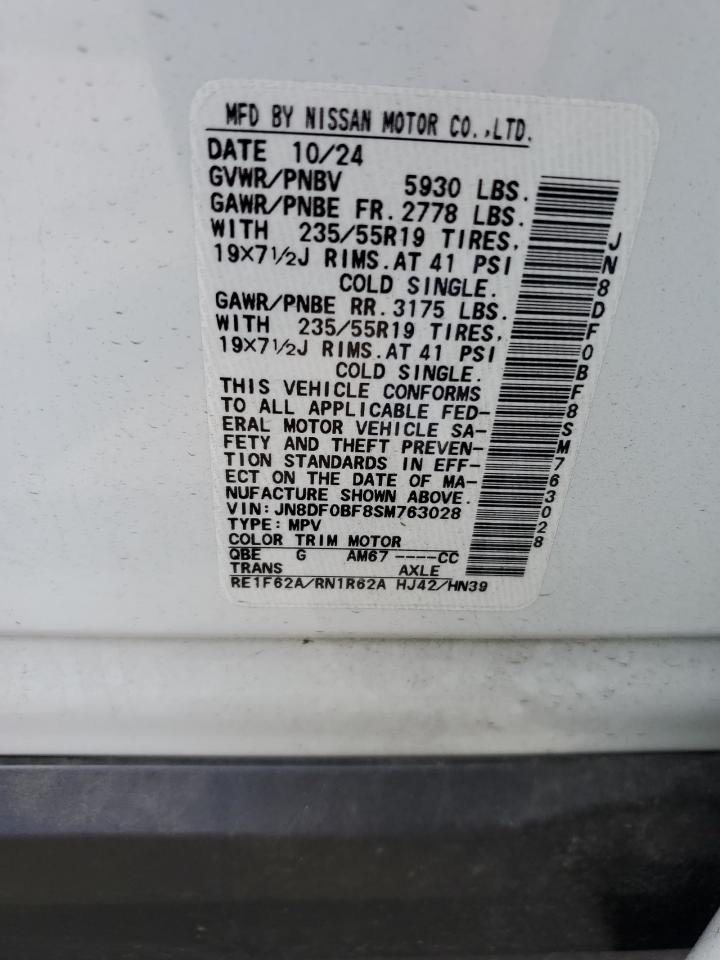 MFD BY NISSAN MOTOR CO.,LTD.
DATE 10/24
GVWR/PNBV 5930 LBS.
GAWR/PNBE FR. 2778 LBS.
WITH 235/55R19 TIRES,
19X7½J RIMS.AT 41 PSI
COLD SINGLE.
GAWR/PNBE RR. 3175 LBS.
WITH 235/55R19 TIRES,
19X7½J RIMS.AT 41 PSI
COLD SINGLE.
THIS VEHICLE CONFORMS
TO ALL APPLICABLE FED-
ERAL MOTOR VEHICLE SA-
FETY AND THEFT PREVEN-
TION STANDARDS IN EFF-
ECT ON THE DATE OF MA-
NUFACTURE SHOWN ABOVE.
VIN: JN8DF0BF8SM763028
TYPE: MPV
COLOR TRIM MOTOR
QBE G AM67 ----CC
TRANS AXLE
RE1F62A/RN1R62A HJ42/HN39
JN8DF0BF8SM763028